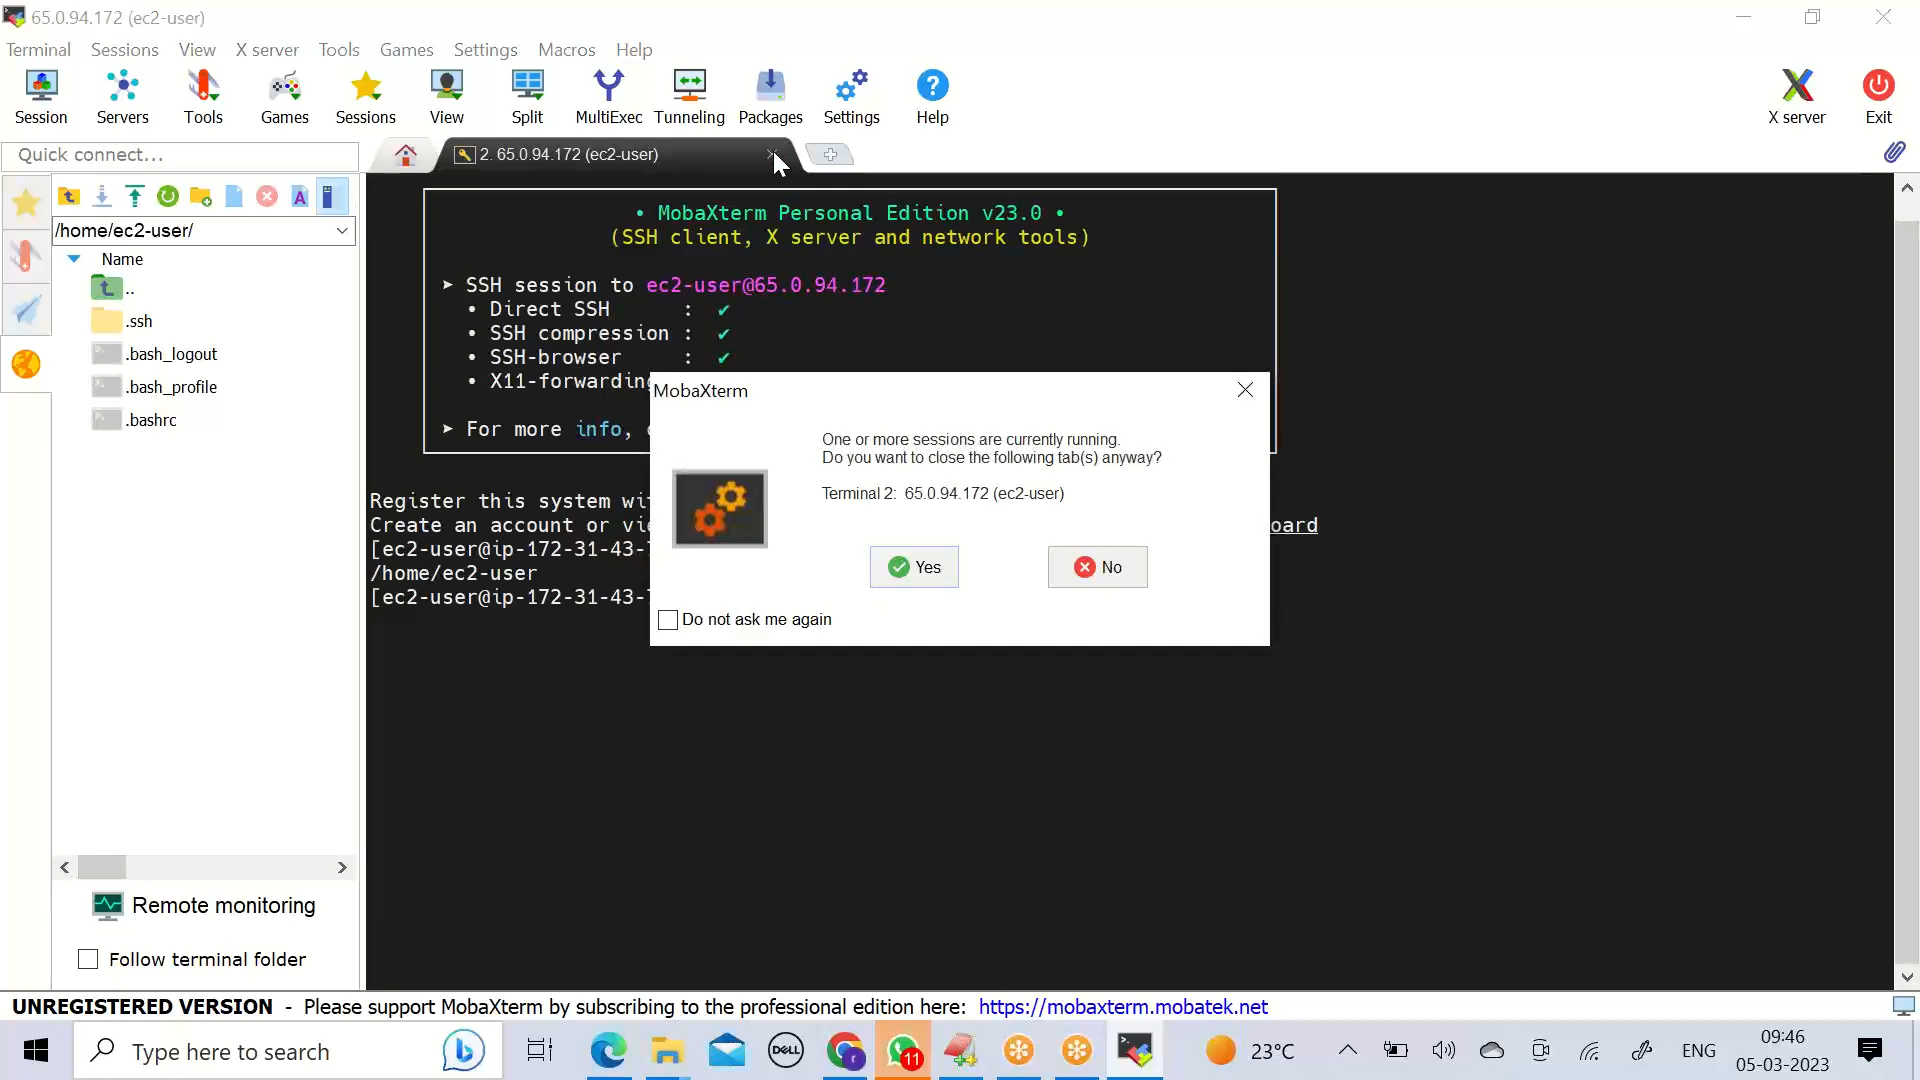 65.0.94.172 (ec2-user)
Terminal Sessions View X server Tools Games Settings Macros Help
Session Servers Tools Games Sessions View Split MultiExec Tunneling Packages Settings Help X server Exit
Quick connect...
2. 65.0.94.172 (ec2-user)
/home/ec2-user/
Name
..
.ssh
.bash_logout
.bash_profile
.bashrc
• MobaXterm Personal Edition v23.0 •
(SSH client, X server and network tools)
➤ SSH session to ec2-user@65.0.94.172
• Direct SSH : ✔
• SSH compression : ✔
• SSH-browser : ✔
• X11-forwarding
➤ For more info,
Register this system wi
Create an account or vi oard
[ec2-user@ip-172-31-43-
/home/ec2-user
[ec2-user@ip-172-31-43-
MobaXterm
One or more sessions are currently running.
Do you want to close the following tab(s) anyway?
Terminal 2: 65.0.94.172 (ec2-user)
Yes No
Do not ask me again
Remote monitoring
Follow terminal folder
UNREGISTERED VERSION - Please support MobaXterm by subscribing to the professional edition here: https://mobaxterm.mobatek.net
Type here to search
DELL
r
11
23°C
ENG
09:46
05-03-2023